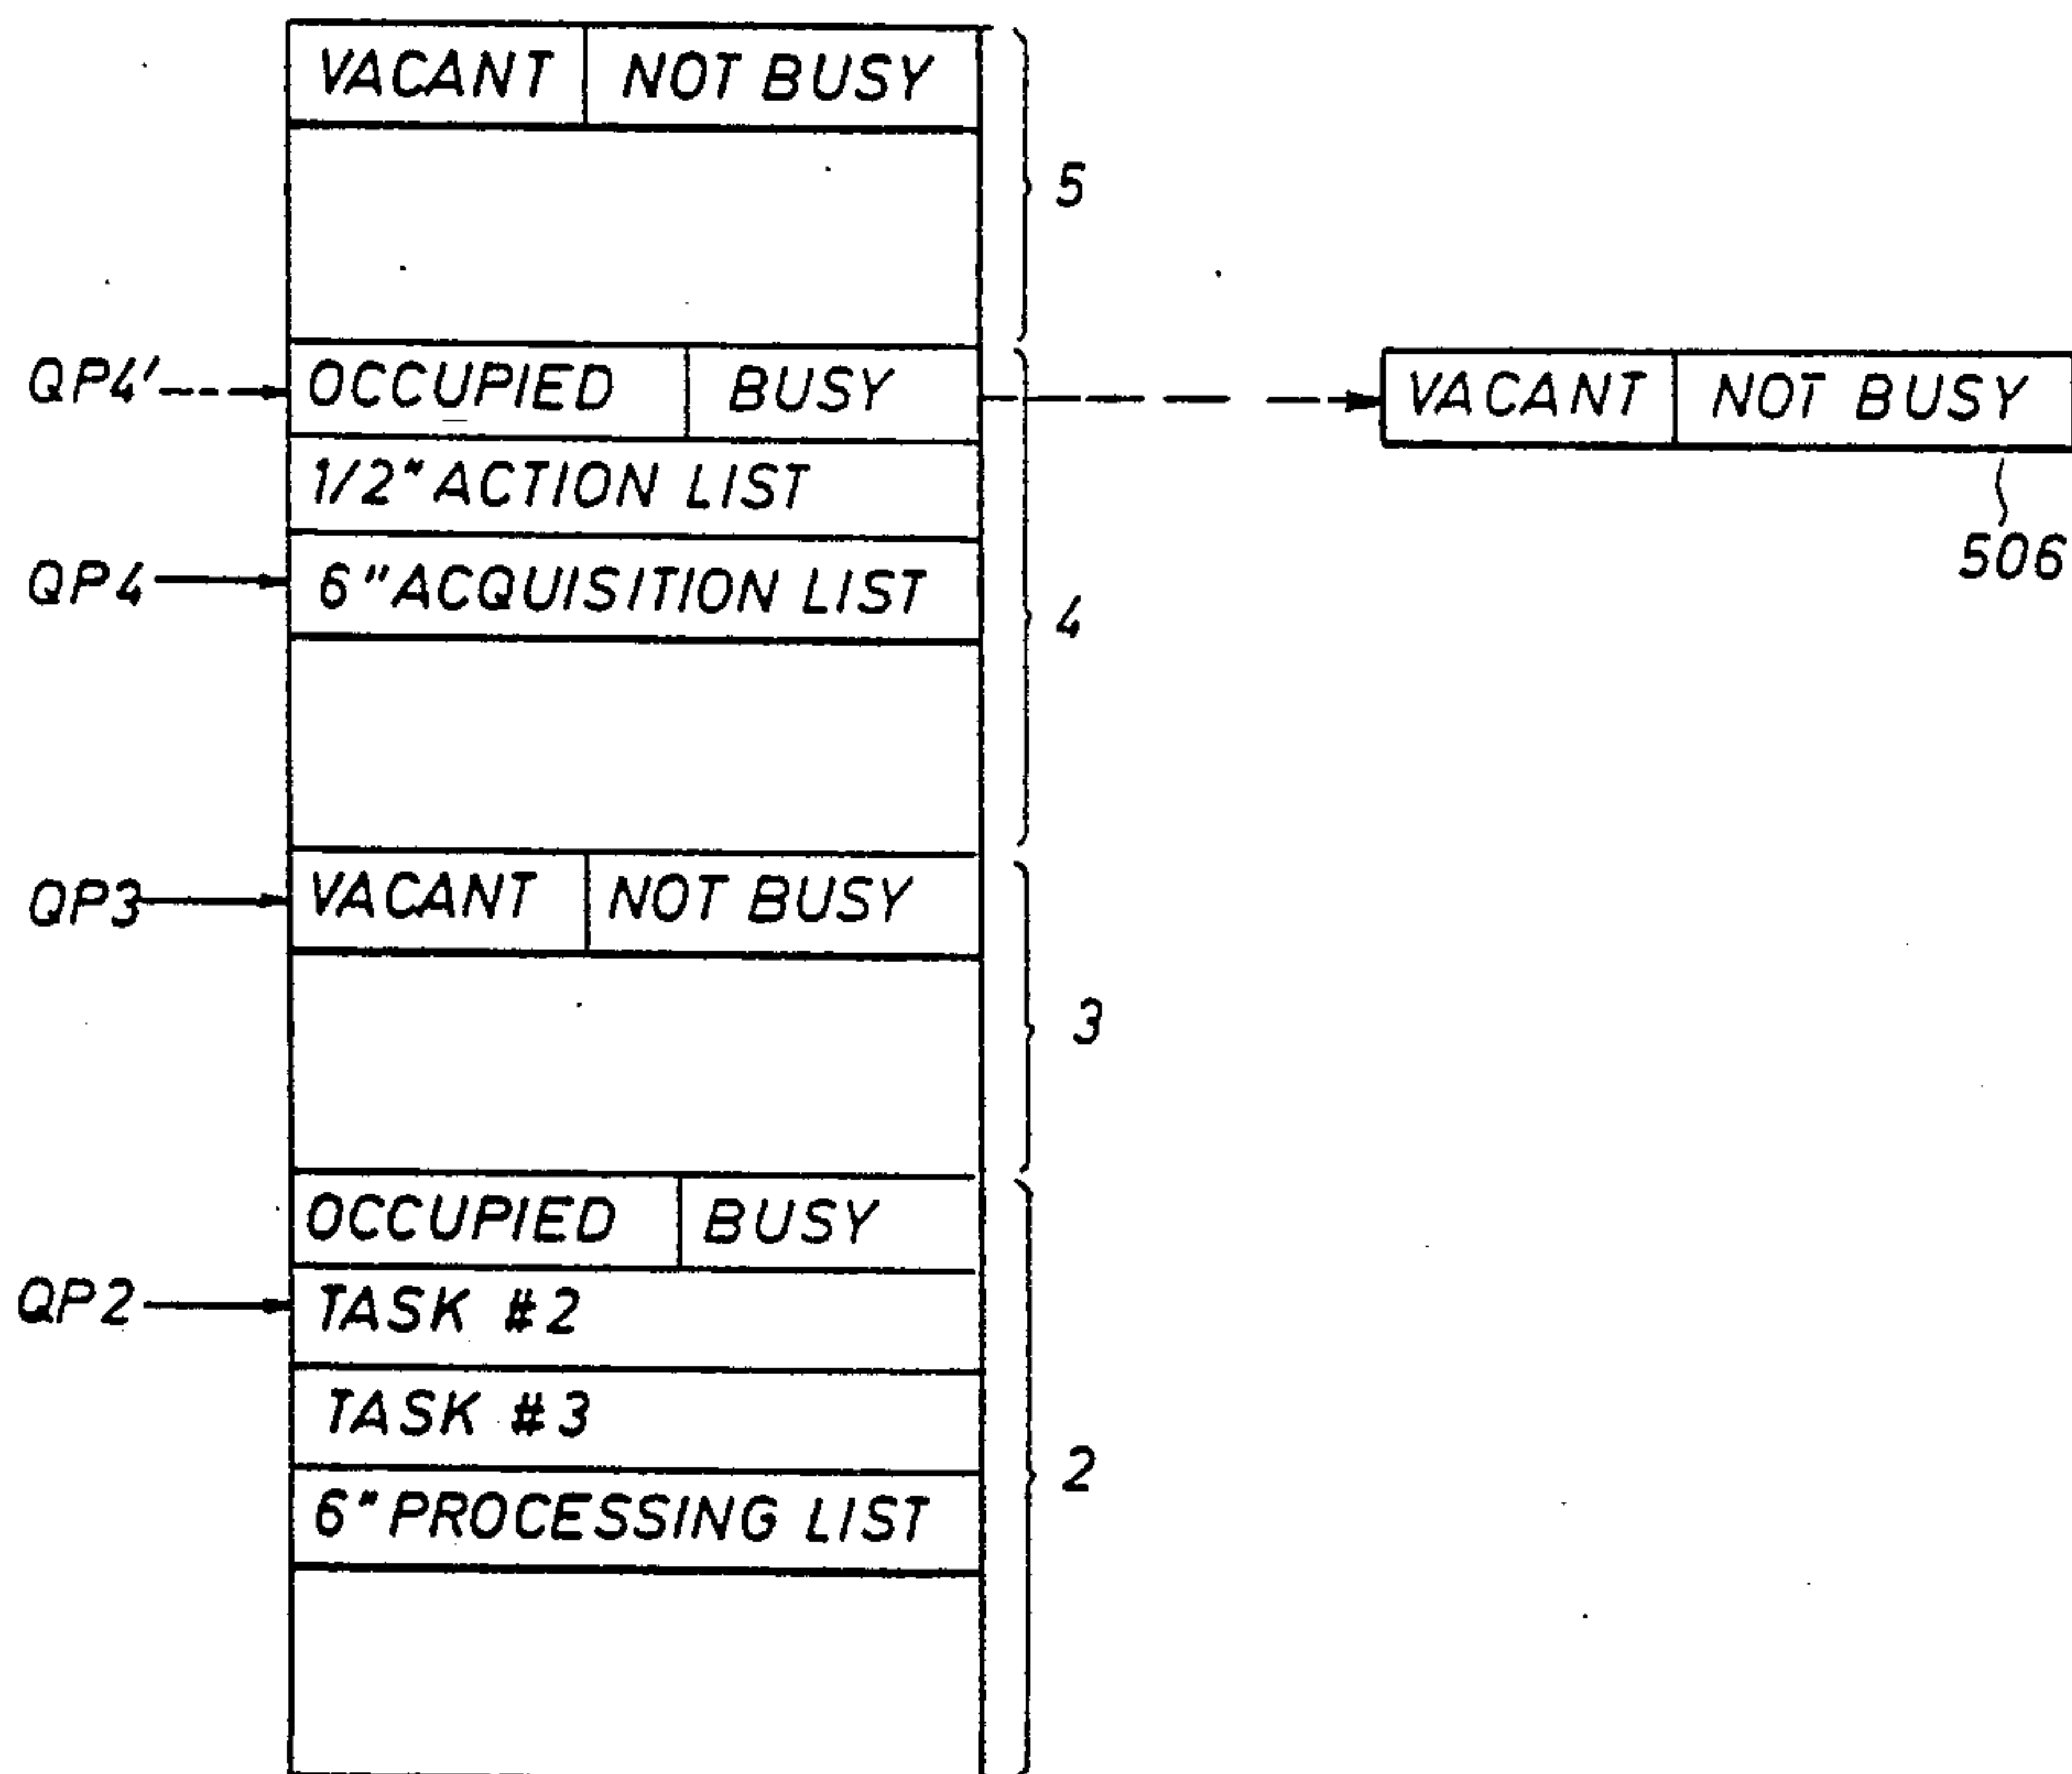 VACANT NOT BUSY
5
QP4' OCCUPIED BUSY
VACANT NOT BUSY
1/2" ACTION LIST
506
QP4 6" ACQUISITION LIST
4
QP3 VACANT NOT BUSY
3
OCCUPIED BUSY
QP2 TASK #2
TASK #3
2
6" PROCESSING LIST